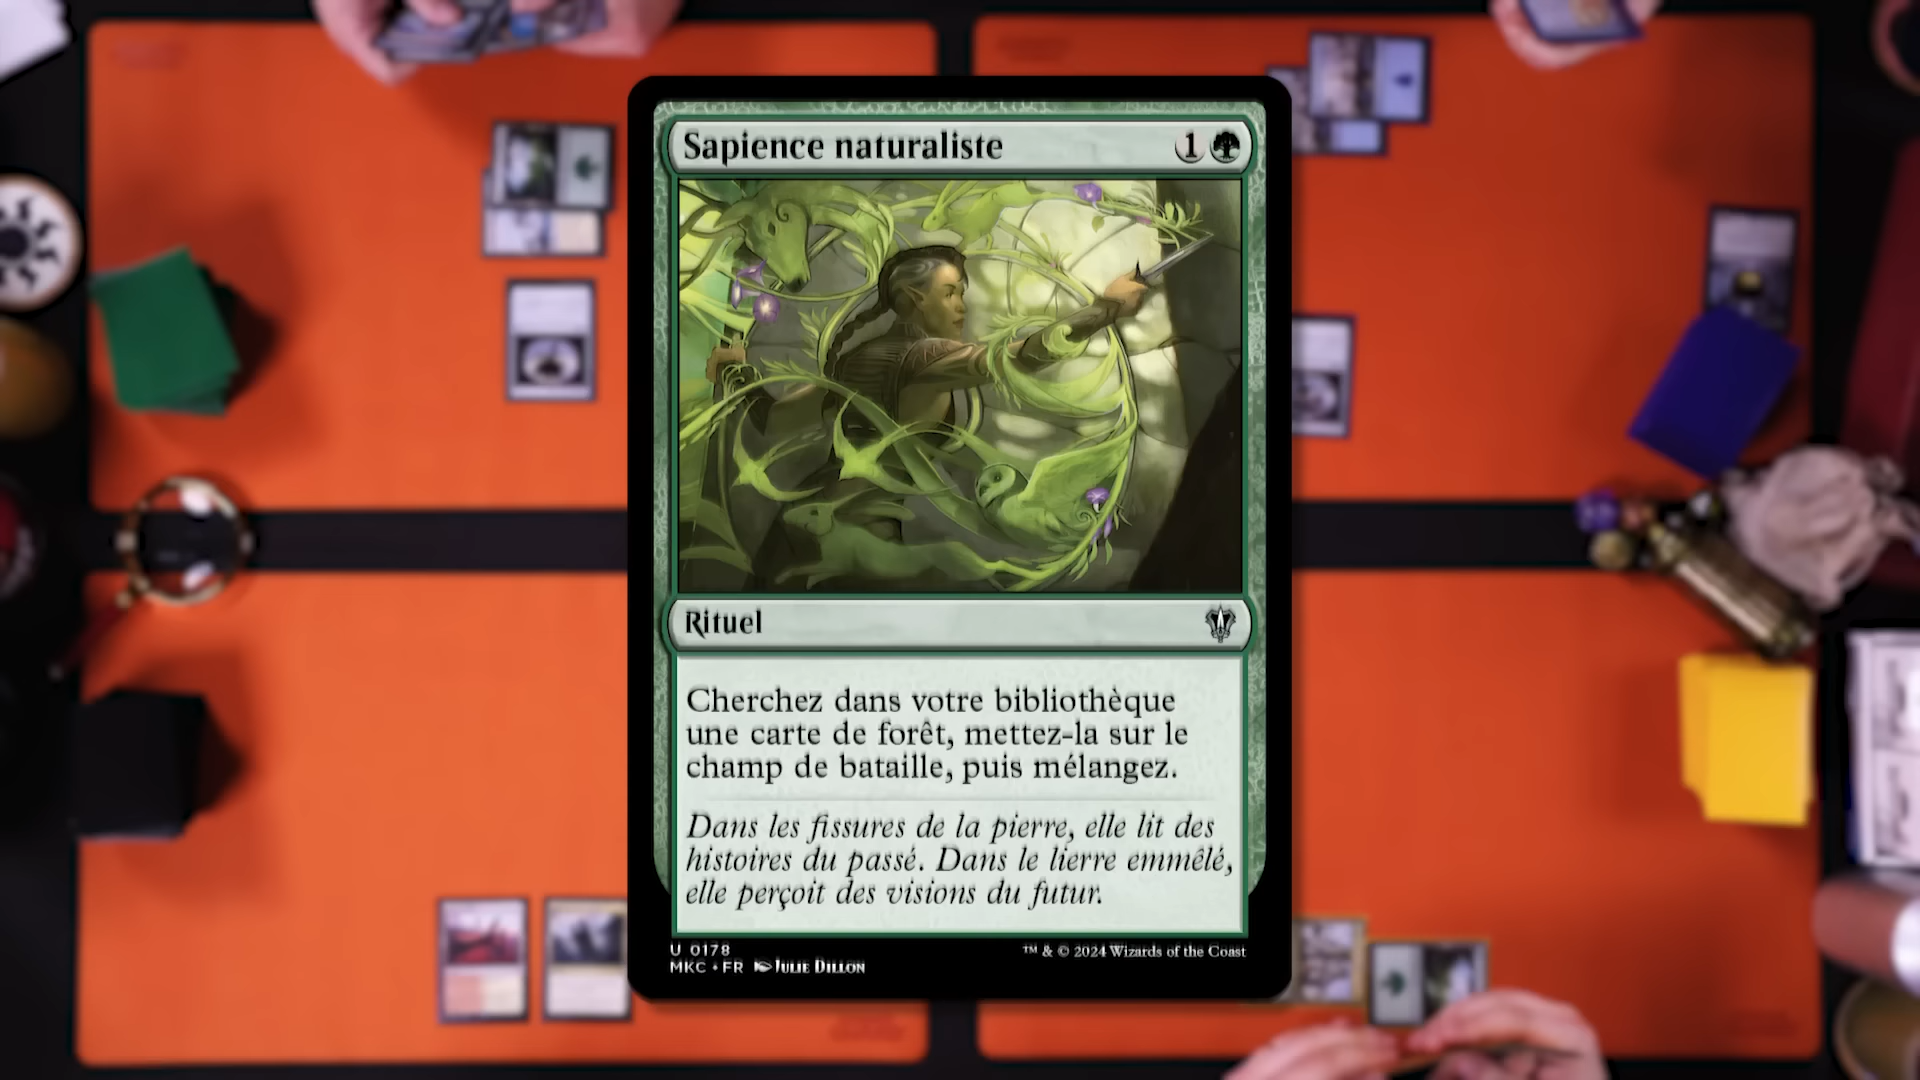 Sapience naturaliste
1
Rituel
Cherchez dans votre bibliothèque
une carte de forêt, mettez-la sur le
champ de bataille, puis mélangez.
Dans les fissures de la pierre, elle lit des
histoires du passé. Dans le lierre emmêlé,
elle perçoit des visions du futur.
U 0178
MKC • FR Julie Dillon
™ & © 2024 Wizards of the Coast